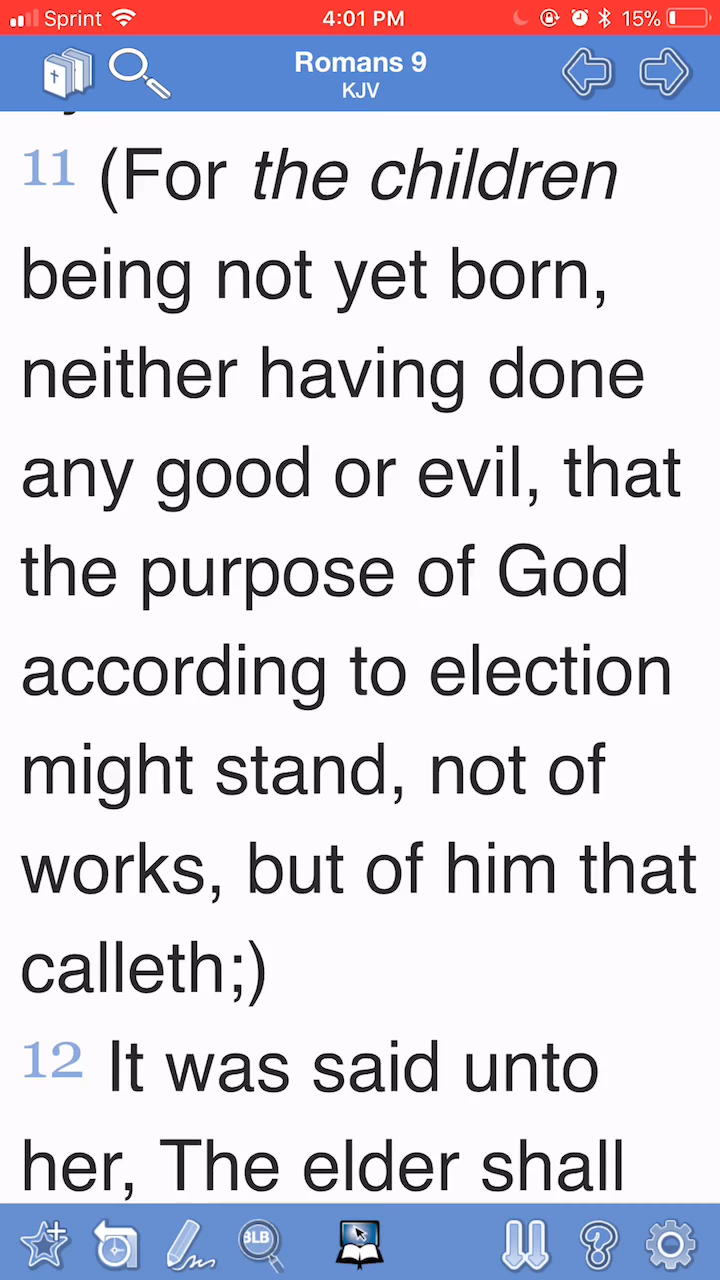 Sprint 4:01 PM 15%
Romans 9
KJV
11 (For the children
being not yet born,
neither having done
any good or evil, that
the purpose of God
according to election
might stand, not of
works, but of him that
calleth;)
12 It was said unto
her, The elder shall
BLB